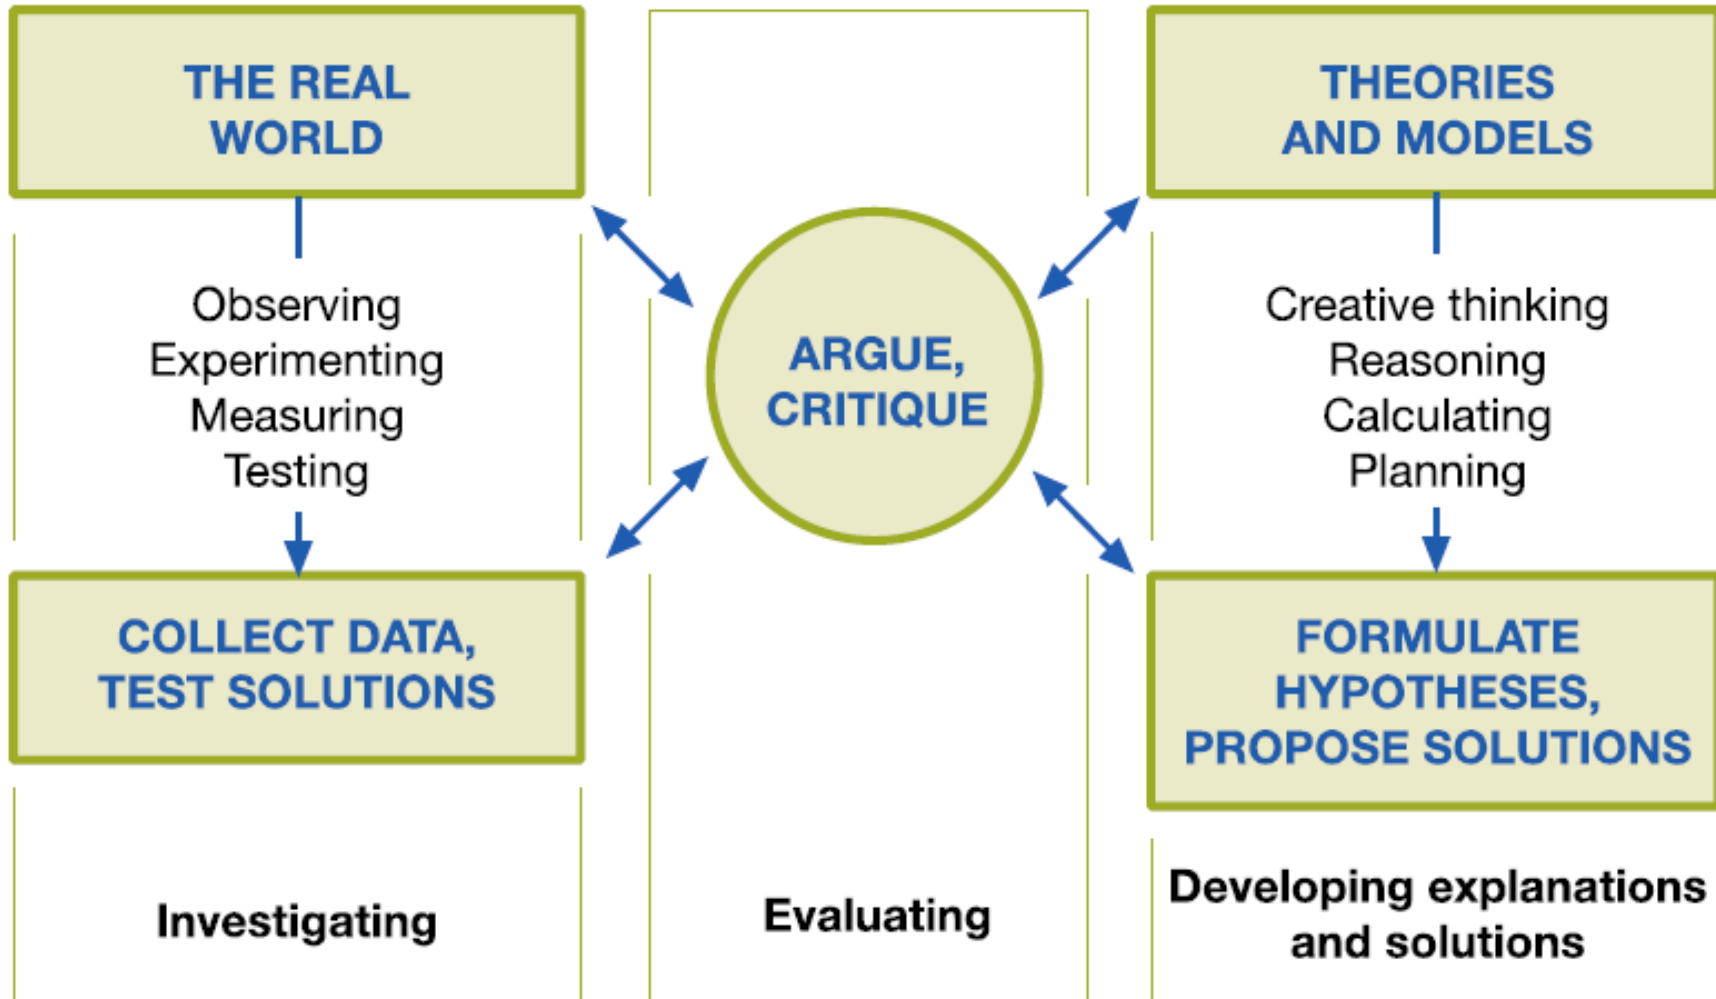 THE REAL
WORLD
Observing
Experimenting
Measuring
Testing
COLLECT DATA,
TEST SOLUTIONS
Investigating
ARGUE,
CRITIQUE
Evaluating
THEORIES
AND MODELS
Creative thinking
Reasoning
Calculating
Planning
FORMULATE
HYPOTHESES,
PROPOSE SOLUTIONS
Developing explanations
and solutions